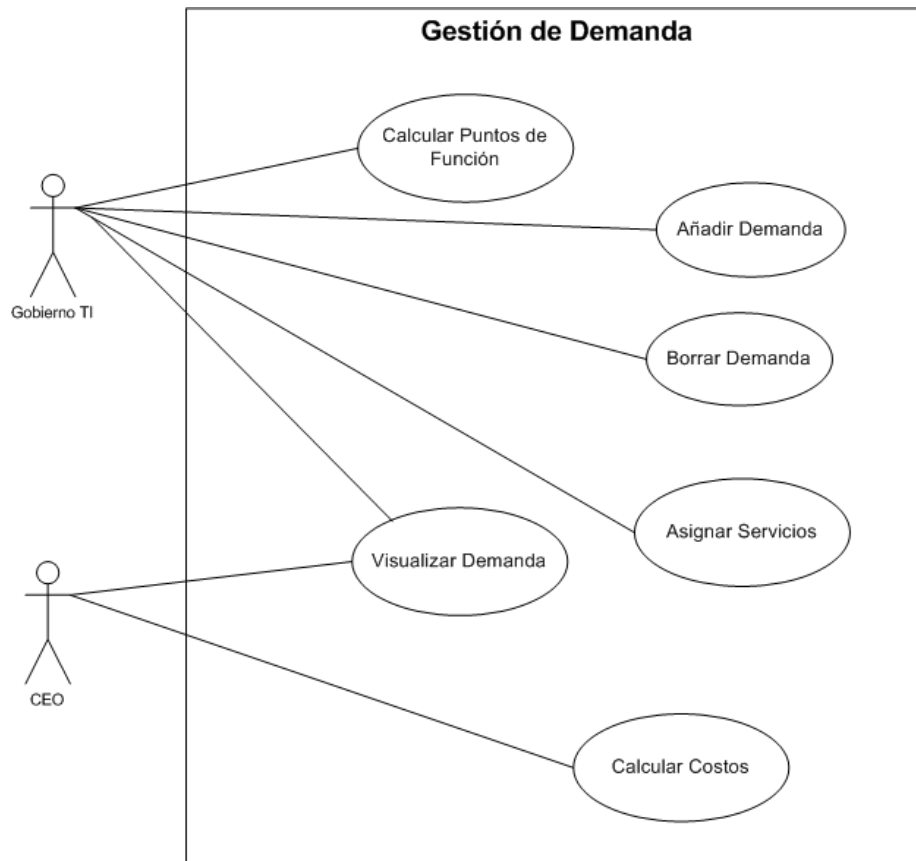 Gestión de Demanda
Calcular Puntos de
Función
Añadir Demanda
Gobierno TI
Borrar Demanda
Asignar Servicios
Visualizar Demanda
CEO
Calcular Costos